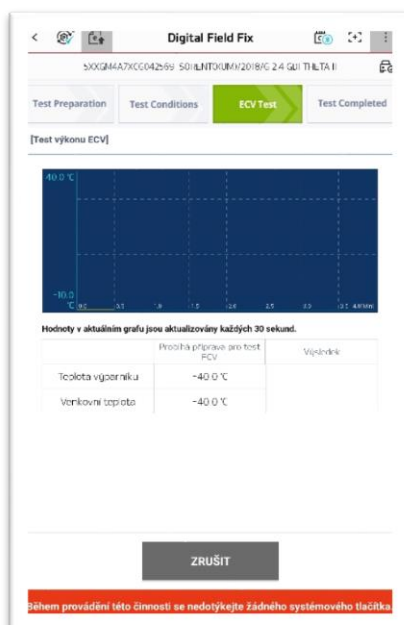 Digital Field Fix
Test Preparation
Test Conditions
ECV Test
Test Completed
[Test výkonu ECV]
40.0 ℃
-10.0
℃
Hodnoty v aktuálním grafu jsou aktualizovány každých 30 sekund.
Probíhá příprava pro test ECV
Výsledek
Teplota výparníku
-40.0 ℃
Venkovní teplota
-40.0 ℃
ZRUŠIT
Během provádění této činnosti se nedotýkejte žádného systémového tlačítka.